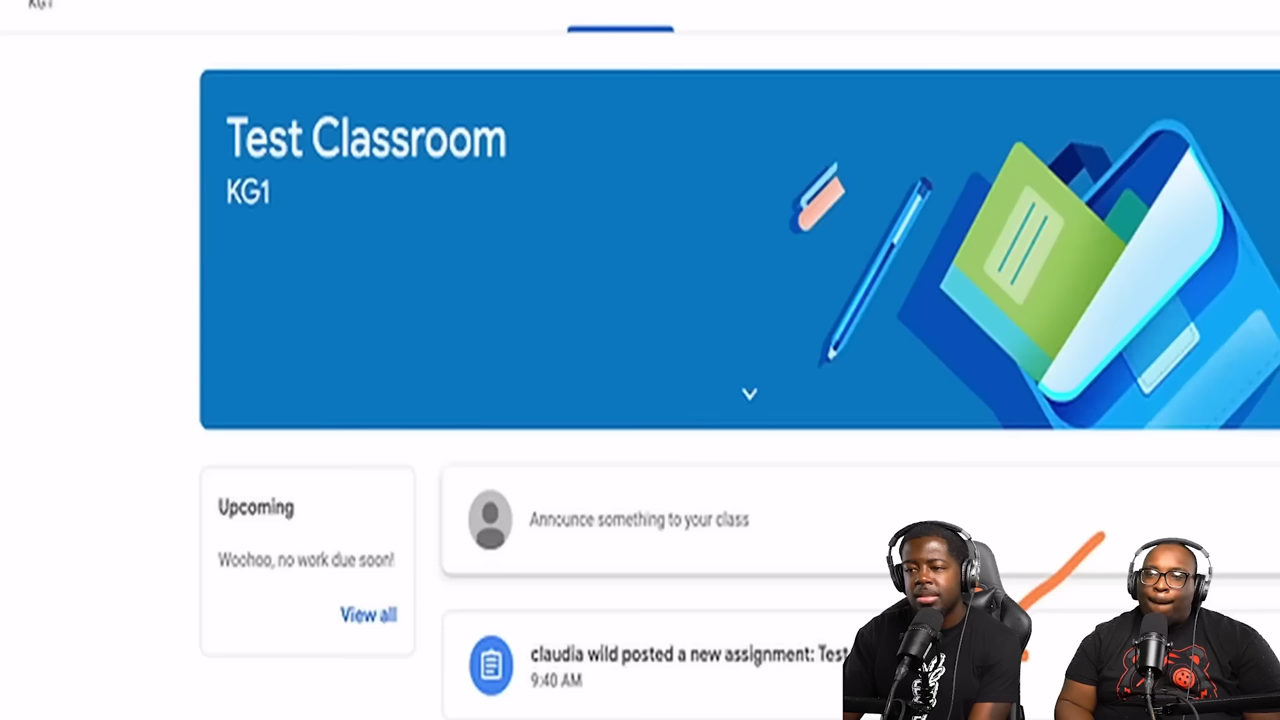 KG1
Test Classroom
KG1
Upcoming
Woohoo, no work due soon!
View all
Announce something to your class
claudia wild posted a new assignment: Test
9:40 AM